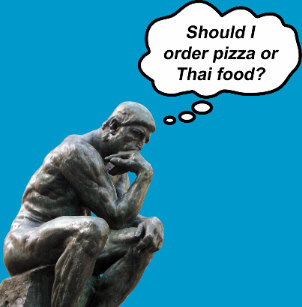 Should I
order pizza or
Thai food?